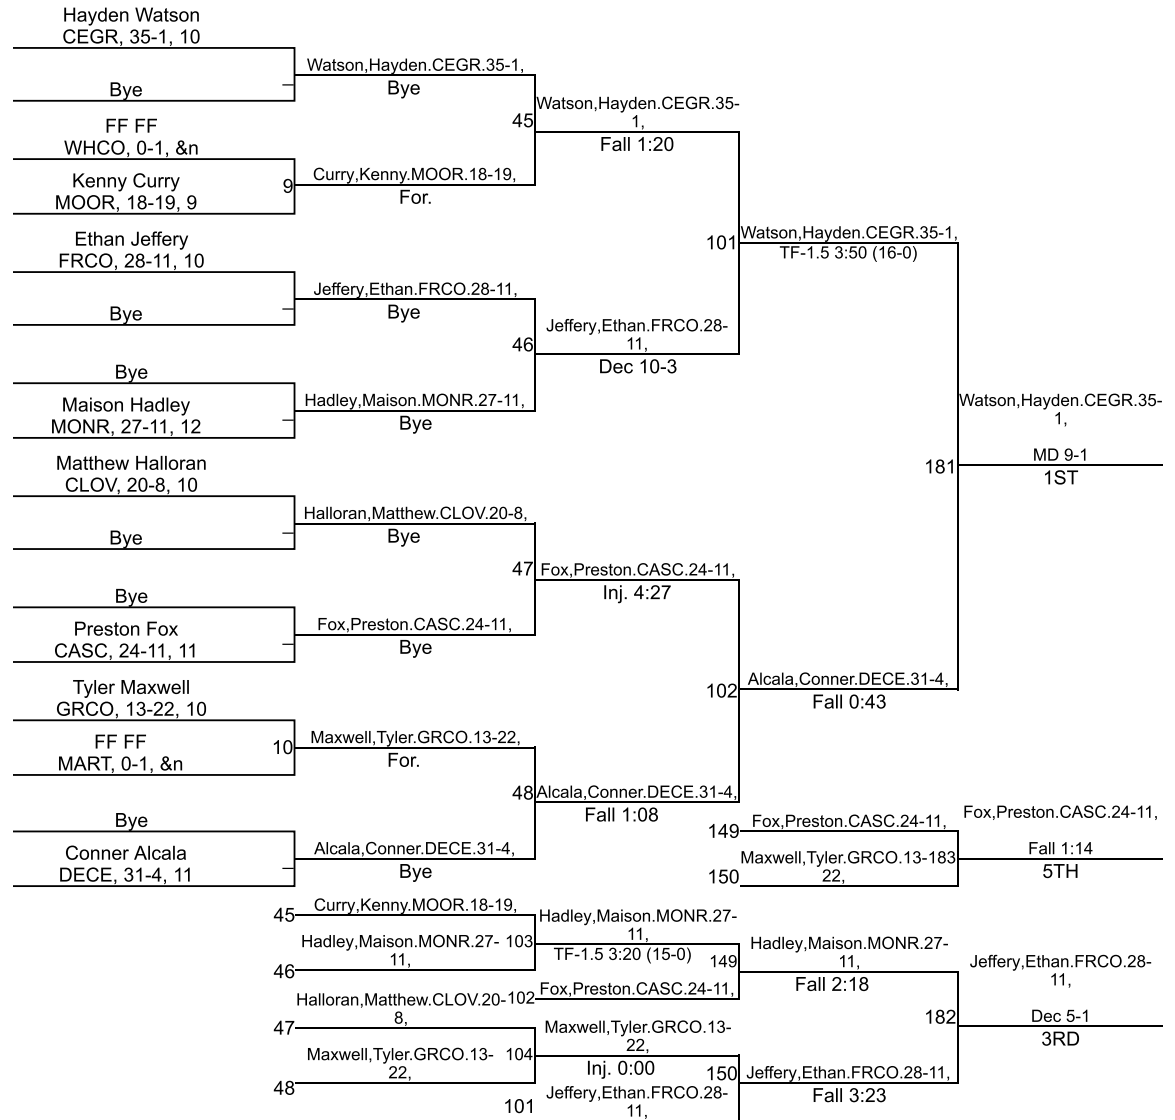 Hayden Watson
CEGR, 35-1, 10
Bye
FF FF
WHCO, 0-1, &n
Kenny Curry
MOOR, 18-19, 9
9
Ethan Jeffery
FRCO, 28-11, 10
Bye
Bye
Maison Hadley
MONR, 27-11, 12
Matthew Halloran
CLOV, 20-8, 10
Bye
Bye
Preston Fox
CASC, 24-11, 11
Tyler Maxwell
GRCO, 13-22, 10
FF FF
MART, 0-1, &n
10
Bye
Conner Alcala
DECE, 31-4, 11
Watson,Hayden.CEGR.35-1,
Bye
45
Curry,Kenny.MOOR.18-19,
For.
Jeffery,Ethan.FRCO.28-11,
Bye
46
Hadley,Maison.MONR.27-11,
Bye
Halloran,Matthew.CLOV.20-8,
Bye
47
Fox,Preston.CASC.24-11,
Bye
Maxwell,Tyler.GRCO.13-22,
For.
48
Alcala,Conner.DECE.31-4,
Bye
Watson,Hayden.CEGR.35-
1,
Fall 1:20
101
Jeffery,Ethan.FRCO.28-
11,
Dec 10-3
Fox,Preston.CASC.24-11,
Inj. 4:27
102
Alcala,Conner.DECE.31-4,
Fall 1:08
Watson,Hayden.CEGR.35-1,
TF-1.5 3:50 (16-0)
181
Alcala,Conner.DECE.31-4,
Fall 0:43
Watson,Hayden.CEGR.35-
1,
MD 9-1
1ST
149
Fox,Preston.CASC.24-11,
150
Maxwell,Tyler.GRCO.13-
22,
183
Fox,Preston.CASC.24-11,
Fall 1:14
5TH
45
Curry,Kenny.MOOR.18-19,
46
Hadley,Maison.MONR.27-
11,
103
Hadley,Maison.MONR.27-
11,
TF-1.5 3:20 (15-0)
102
Fox,Preston.CASC.24-11,
149
Hadley,Maison.MONR.27-
11,
Fall 2:18
47
Halloran,Matthew.CLOV.20-
8,
48
Maxwell,Tyler.GRCO.13-
22,
104
Maxwell,Tyler.GRCO.13-
22,
Inj. 0:00
101
Jeffery,Ethan.FRCO.28-
11,
150
Jeffery,Ethan.FRCO.28-11,
Fall 3:23
182
Jeffery,Ethan.FRCO.28-
11,
Dec 5-1
3RD